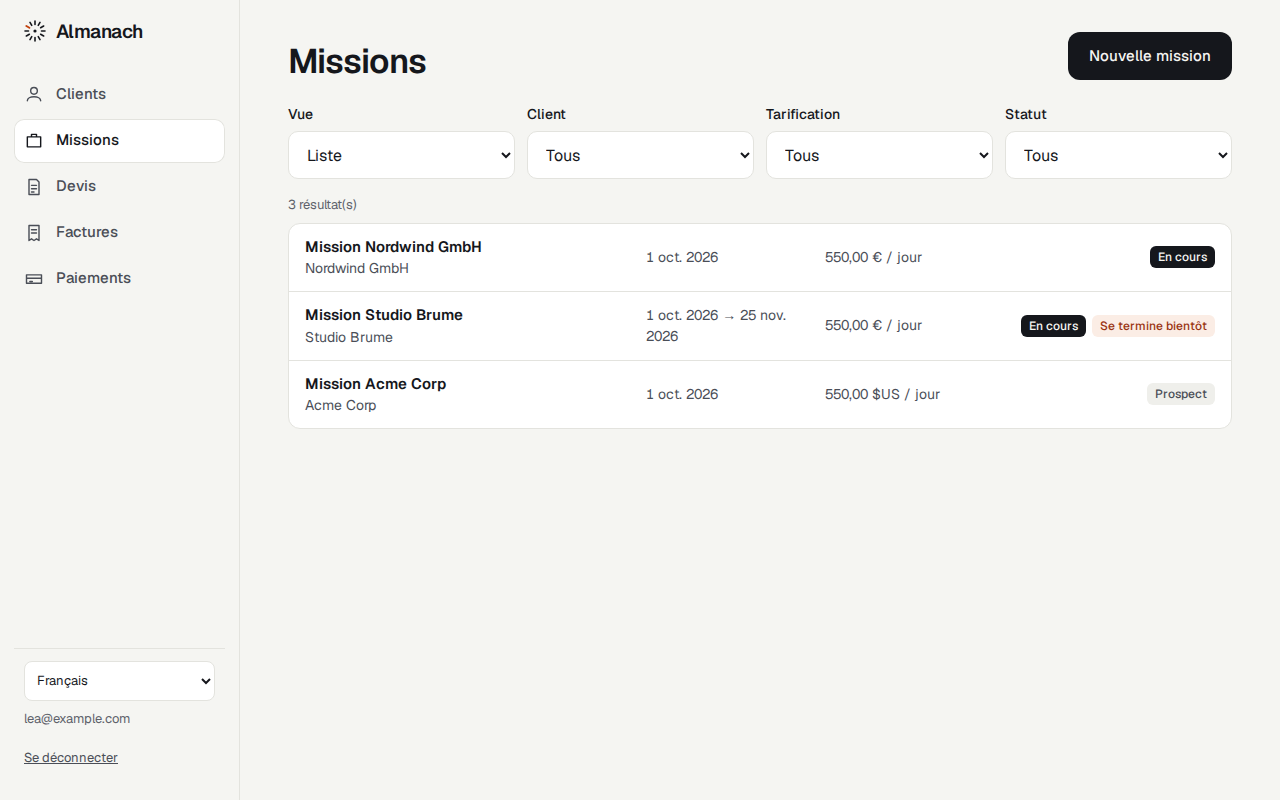 Almanach
Clients
Missions
Devis
Factures
Paiements
Français
lea@example.com
Se déconnecter
Missions
Nouvelle mission
Vue
Client
Tarification
Statut
Liste
Tous
Tous
Tous
3 résultat(s)
Mission Nordwind GmbH
Nordwind GmbH
1 oct. 2026
550,00 € / jour
En cours
Mission Studio Brume
Studio Brume
1 oct. 2026 → 25 nov.
2026
550,00 € / jour
En cours
Se termine bientôt
Mission Acme Corp
Acme Corp
1 oct. 2026
550,00 $US / jour
Prospect